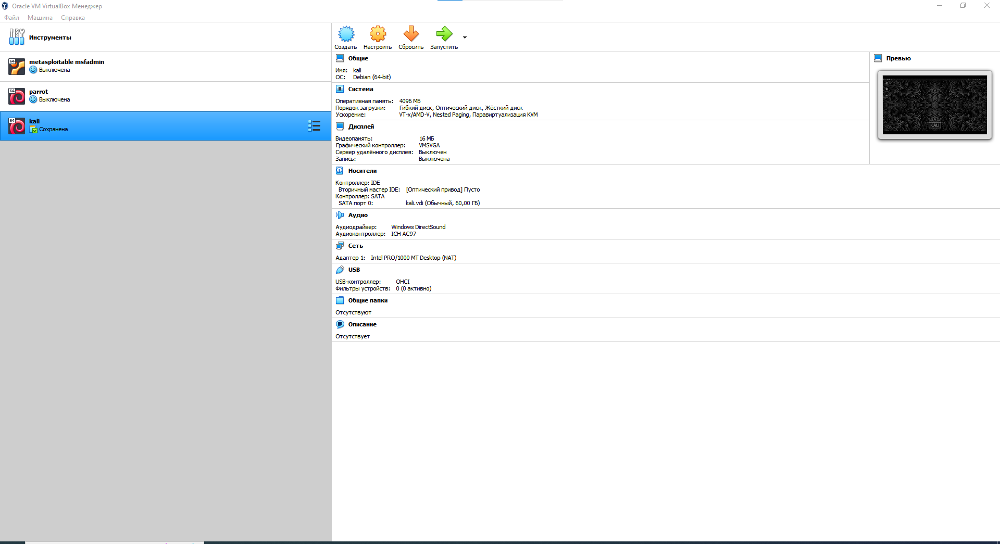 Oracle VM VirtualBox Менеджер
Файл Машина Справка
Инструменты
64
metasploitable msfadmin
Выключена
64
parrot
Выключена
64
kali
Сохранена
Создать Настроить Сбросить Запустить
Общие
Имя: kali
ОС: Debian (64-bit)
Система
Оперативная память: 4096 МБ
Порядок загрузки: Гибкий диск, Оптический диск, Жёсткий диск
Ускорение: VT-x/AMD-V, Nested Paging, Паравиртуализация KVM
Дисплей
Видеопамять: 16 МБ
Графический контроллер: VMSVGA
Сервер удалённого дисплея: Выключен
Запись: Выключена
Превью
KALI
Носители
Контроллер: IDE
Вторичный мастер IDE: [Оптический привод] Пусто
Контроллер: SATA
SATA порт 0: kali.vdi (Обычный, 60,00 ГБ)
Аудио
Аудиодрайвер: Windows DirectSound
Аудиоконтроллер: ICH AC97
Сеть
Адаптер 1: Intel PRO/1000 MT Desktop (NAT)
USB
USB-контроллер: OHCI
Фильтры устройств: 0 (0 активно)
Общие папки
Отсутствуют
Описание
Отсутствует